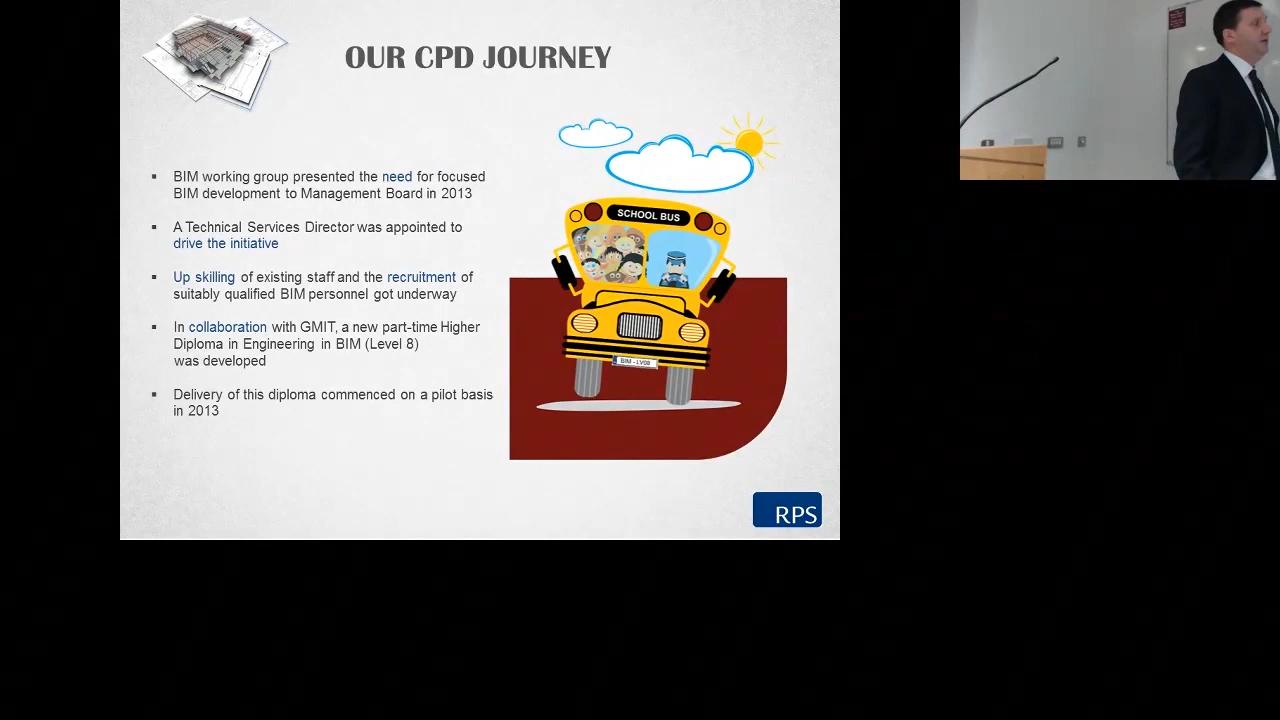 OUR CPD JOURNEY
▪ BIM working group presented the need for focused
BIM development to Management Board in 2013
▪ A Technical Services Director was appointed to
drive the initiative
▪ Up skilling of existing staff and the recruitment of
suitably qualified BIM personnel got underway
▪ In collaboration with GMIT, a new part-time Higher
Diploma in Engineering in BIM (Level 8)
was developed
▪ Delivery of this diploma commenced on a pilot basis
in 2013
SCHOOL BUS
BIM - LV08
RPS